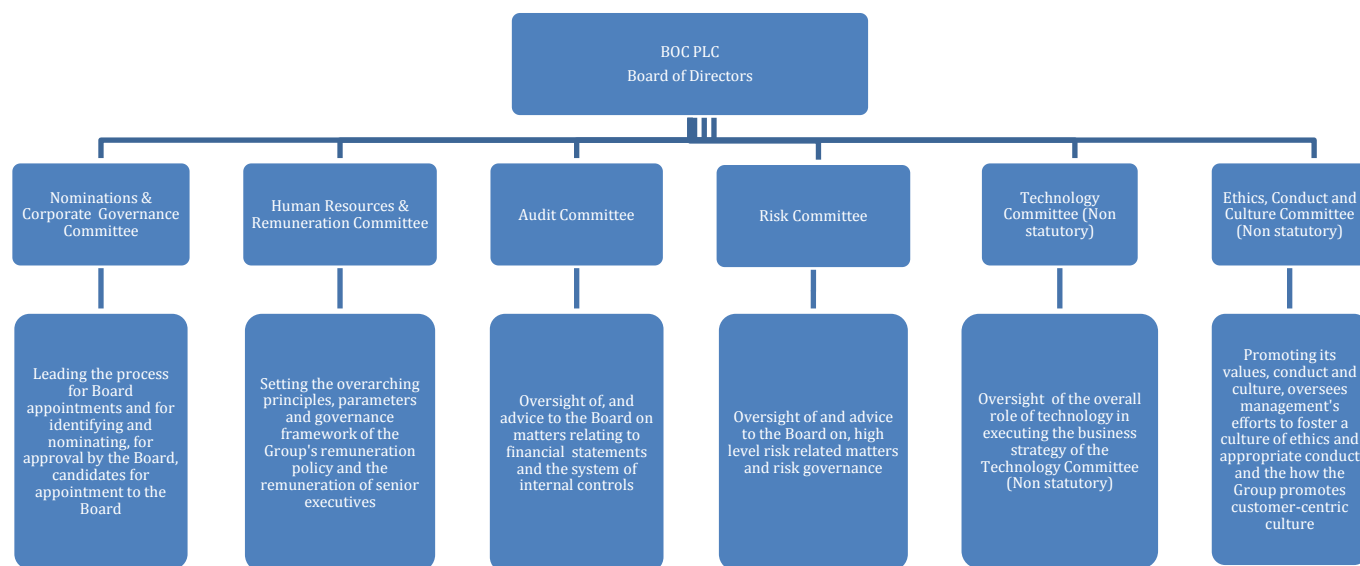 BOC PLC
Board of Directors
Nominations &
Corporate Governance
Committee
Human Resources &
Remuneration Committee
Audit Committee
Risk Committee
Technology
Committee (Non
statutory)
Ethics, Conduct and
Culture Committee
(Non statutory)
Leading the process
for Board
appointments and for
identifying and
nominating, for
approval by the Board,
candidates for
appointment to the
Board
Setting the overarching
principles, parameters
and governance
framework of the
Group's remuneration
policy and the
remuneration of senior
executives
Oversight of, and
advice to the Board on
matters relating to
financial statements
and the system of
internal controls
Oversight of and advice
to the Board on, high
level risk related matters
and risk governance
Oversight of the overall
role of technology in
executing the business
strategy of the
Technology Committee
(Non statutory)
Promoting its
values, conduct and
culture, oversees
management's
efforts to foster a
culture of ethics and
appropriate conduct
and the how the
Group promotes
customer-centric
culture